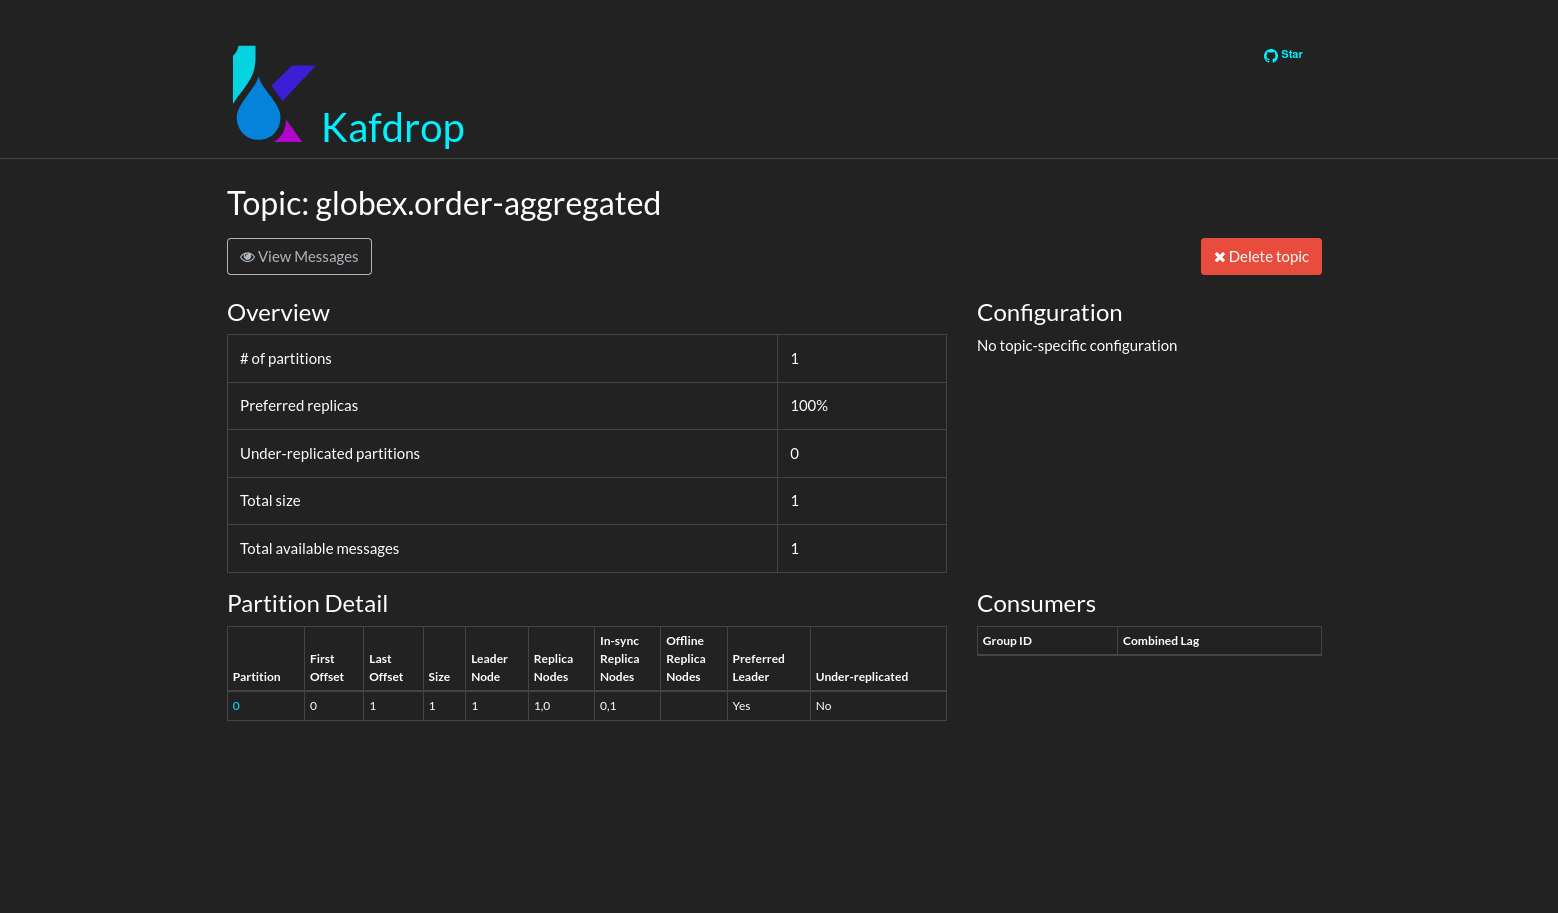 Kafdrop
Star
Topic: globex.order-aggregated
View Messages
Delete topic
Overview
# of partitions 1
Preferred replicas 100%
Under-replicated partitions 0
Total size 1
Total available messages 1
Configuration
No topic-specific configuration
Partition Detail
Partition First Offset Last Offset Size Leader Node Replica Nodes In-sync Replica Nodes Offline Replica Nodes Preferred Leader Under-replicated
0 0 1 1 1 1,0 0,1 Yes No
Consumers
Group ID Combined Lag